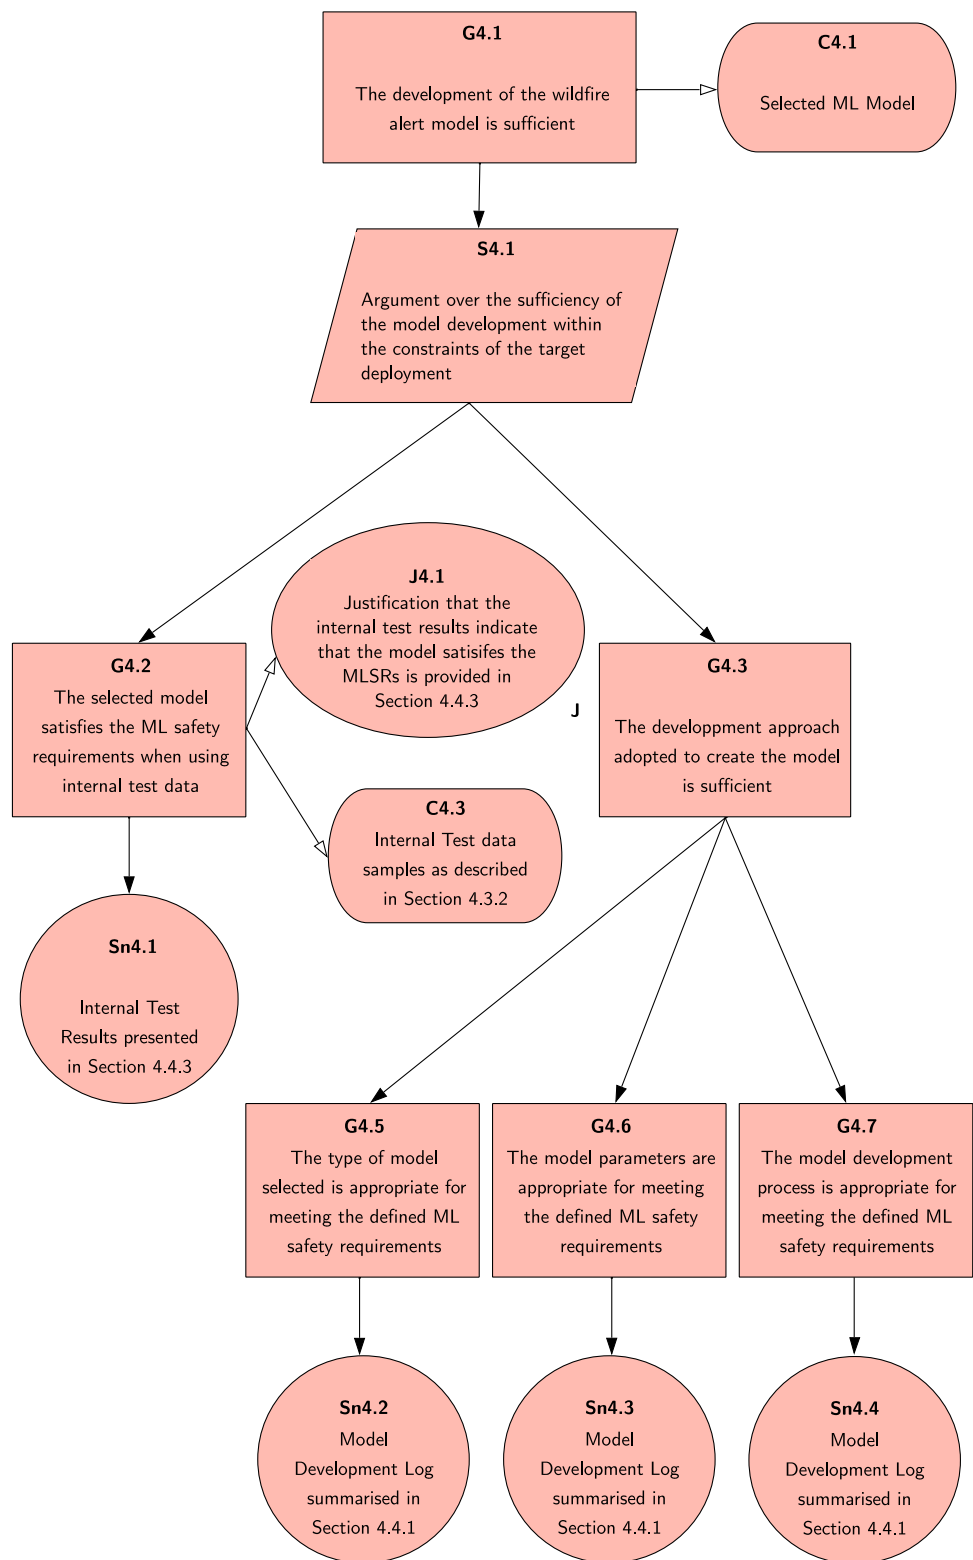 G4.1
The development of the wildfire
alert model is sufficient
C4.1
Selected ML Model
S4.1
Argument over the sufficiency of
the model development within
the constraints of the target
deployment
J4.1
Justification that the
internal test results indicate
that the model satisifes the
MLSRs is provided in
Section 4.4.3
J
G4.2
The selected model
satisfies the ML safety
requirements when using
internal test data
G4.3
The developpment approach
adopted to create the model
is sufficient
C4.3
Internal Test data
samples as described
in Section 4.3.2
Sn4.1
Internal Test
Results presented
in Section 4.4.3
G4.5
The type of model
selected is appropriate for
meeting the defined ML
safety requirements
G4.6
The model parameters are
appropriate for meeting
the defined ML safety
requirements
G4.7
The model development
process is appropriate for
meeting the defined ML
safety requirements
Sn4.2
Model
Development Log
summarised in
Section 4.4.1
Sn4.3
Model
Development Log
summarised in
Section 4.4.1
Sn4.4
Model
Development Log
summarised in
Section 4.4.1